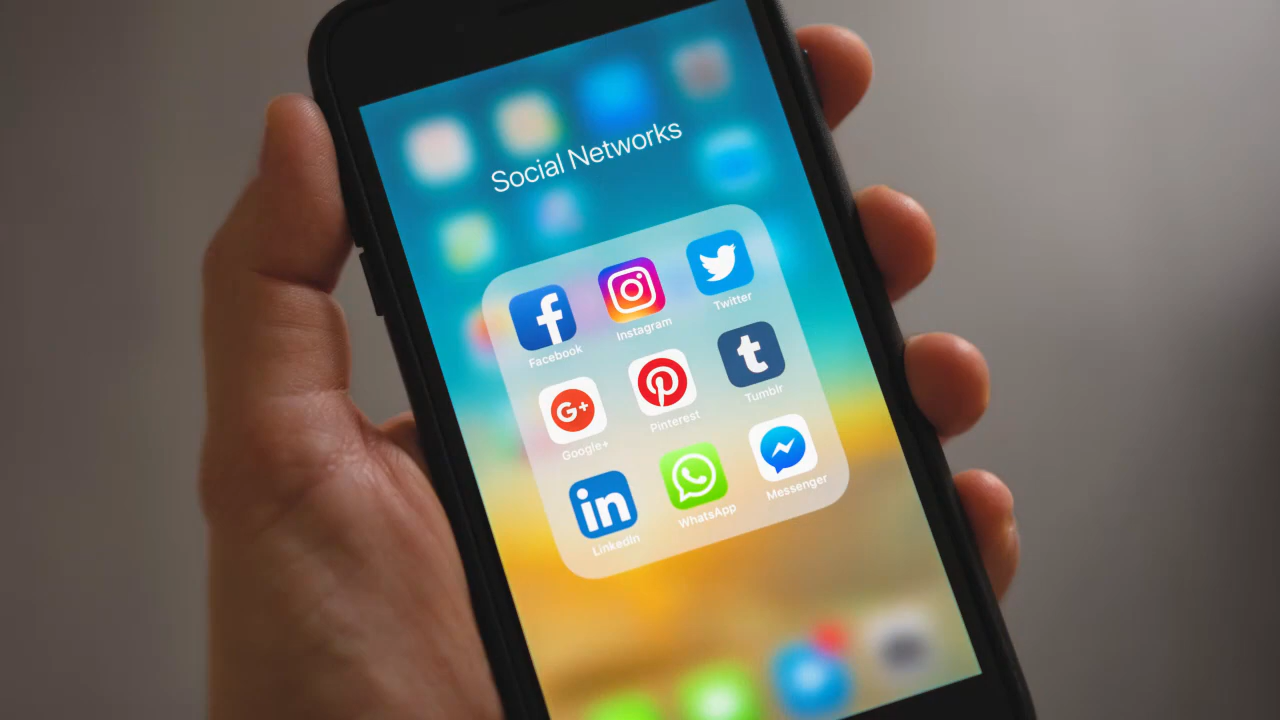 Social Networks
Facebook
Instagram
Twitter
Google+
Pinterest
Tumblr
LinkedIn
WhatsApp
Messenger